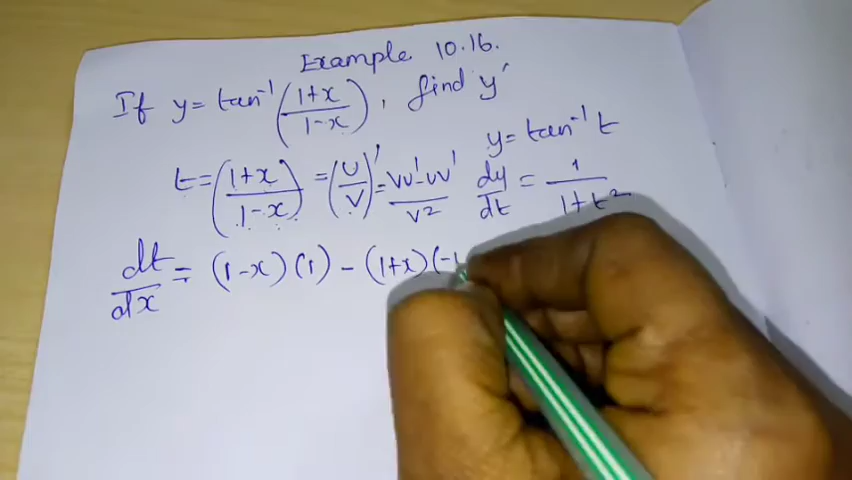 Example 10.16.
If y = tan⁻¹ (1+x / 1-x), find y'
y = tan⁻¹ t
t = (1+x / 1-x) = (U / V)' = VU' - UV' / V² dy/dt = 1 / 1+t²
dt/dx = (1-x)(1) - (1+x)(-1